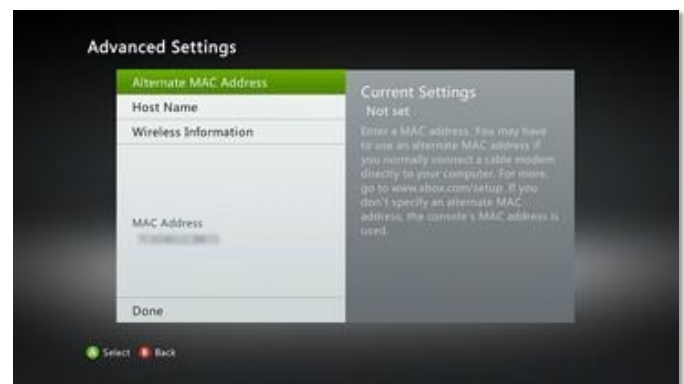 Advanced Settings
Alternate MAC Address
Host Name
Wireless Information
MAC Address
Done
Current Settings
Not set
Enter a MAC address. You may have
to use an alternate MAC address if
you normally connect a cable modem
directly to your computer. For more,
go to www.xbox.com/setup. If you
don't specify an alternate MAC
address, the console's MAC address is
used.
A Select B Back